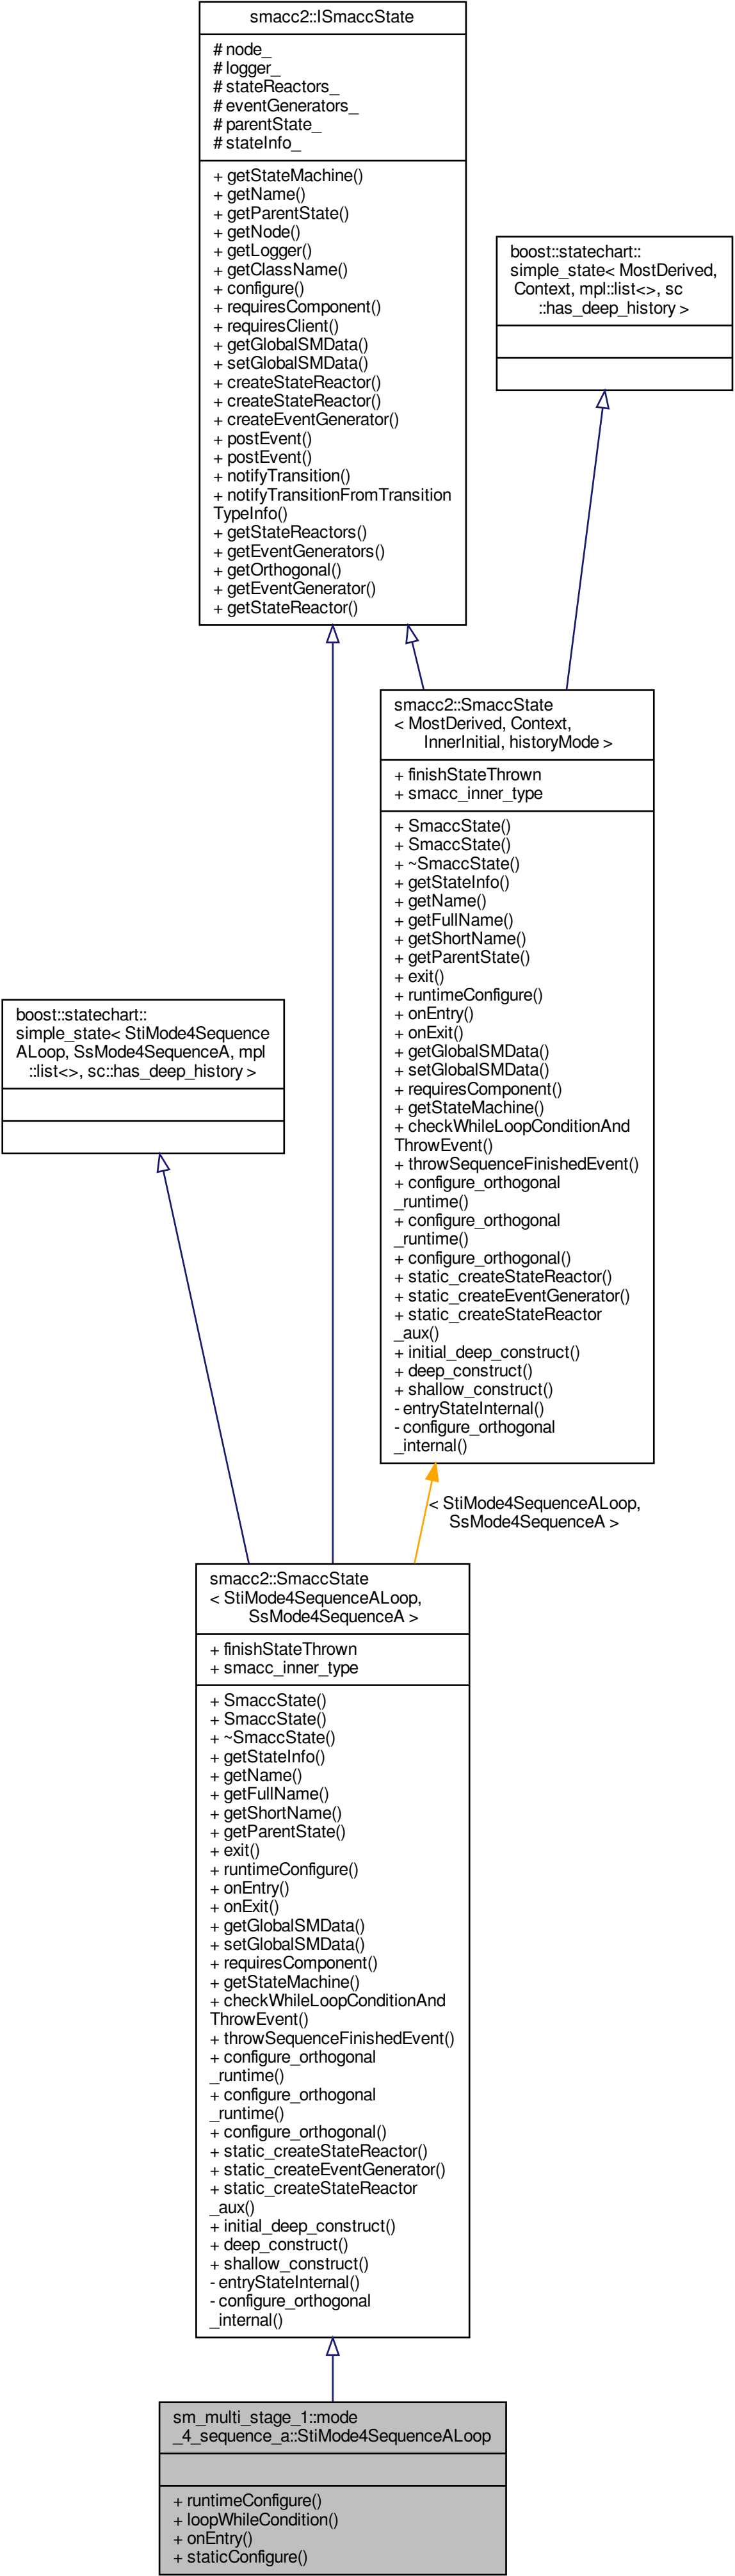 smacc2::ISmaccState
# node_
# logger_
# stateReactors_
# eventGenerators_
# parentState_
# stateInfo_
+ getStateMachine()
+ getName()
+ getParentState()
+ getNode()
+ getLogger()
+ getClassName()
+ configure()
+ requiresComponent()
+ requiresClient()
+ getGlobalSMData()
+ setGlobalSMData()
+ createStateReactor()
+ createStateReactor()
+ createEventGenerator()
+ postEvent()
+ postEvent()
+ notifyTransition()
+ notifyTransitionFromTransition
TypeInfo()
+ getStateReactors()
+ getEventGenerators()
+ getOrthogonal()
+ getEventGenerator()
+ getStateReactor()
boost::statechart::
simple_state< MostDerived,
Context, mpl::list<>, sc
::has_deep_history >
smacc2::SmaccState
< MostDerived, Context,
InnerInitial, historyMode >
+ finishStateThrown
+ smacc_inner_type
+ SmaccState()
+ SmaccState()
+ ~SmaccState()
+ getStateInfo()
+ getName()
+ getFullName()
+ getShortName()
+ getParentState()
+ exit()
+ runtimeConfigure()
+ onEntry()
+ onExit()
+ getGlobalSMData()
+ setGlobalSMData()
+ requiresComponent()
+ getStateMachine()
+ checkWhileLoopConditionAnd
ThrowEvent()
+ throwSequenceFinishedEvent()
+ configure_orthogonal
_runtime()
+ configure_orthogonal
_runtime()
+ configure_orthogonal()
+ static_createStateReactor()
+ static_createEventGenerator()
+ static_createStateReactor
_aux()
+ initial_deep_construct()
+ deep_construct()
+ shallow_construct()
- entryStateInternal()
- configure_orthogonal
_internal()
boost::statechart::
simple_state< StiMode4Sequence
ALoop, SsMode4SequenceA, mpl
::list<>, sc::has_deep_history >
< StiMode4SequenceALoop,
SsMode4SequenceA >
smacc2::SmaccState
< StiMode4SequenceALoop,
SsMode4SequenceA >
+ finishStateThrown
+ smacc_inner_type
+ SmaccState()
+ SmaccState()
+ ~SmaccState()
+ getStateInfo()
+ getName()
+ getFullName()
+ getShortName()
+ getParentState()
+ exit()
+ runtimeConfigure()
+ onEntry()
+ onExit()
+ getGlobalSMData()
+ setGlobalSMData()
+ requiresComponent()
+ getStateMachine()
+ checkWhileLoopConditionAnd
ThrowEvent()
+ throwSequenceFinishedEvent()
+ configure_orthogonal
_runtime()
+ configure_orthogonal
_runtime()
+ configure_orthogonal()
+ static_createStateReactor()
+ static_createEventGenerator()
+ static_createStateReactor
_aux()
+ initial_deep_construct()
+ deep_construct()
+ shallow_construct()
- entryStateInternal()
- configure_orthogonal
_internal()
sm_multi_stage_1::mode
_4_sequence_a::StiMode4SequenceALoop
+ runtimeConfigure()
+ loopWhileCondition()
+ onEntry()
+ staticConfigure()